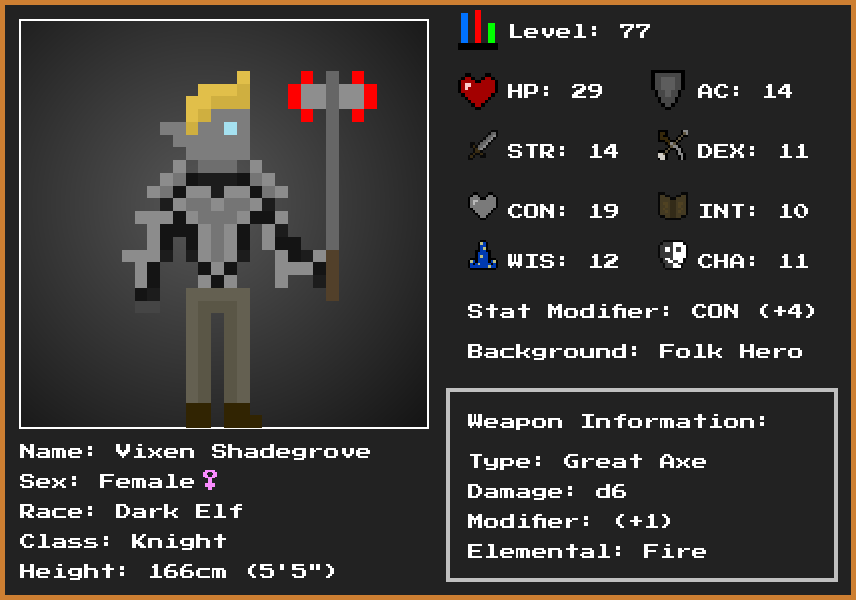 Level: 77
HP: 29
AC: 14
STR: 14
DEX: 11
CON: 19
INT: 10
WIS: 12
CHA: 11
Stat Modifier: CON (+4)
Background: Folk Hero
Weapon Information:
Type: Great Axe
Damage: d6
Modifier: (+1)
Elemental: Fire
Name: Vixen Shadegrove
Sex: Female♀
Race: Dark Elf
Class: Knight
Height: 166cm (5'5")